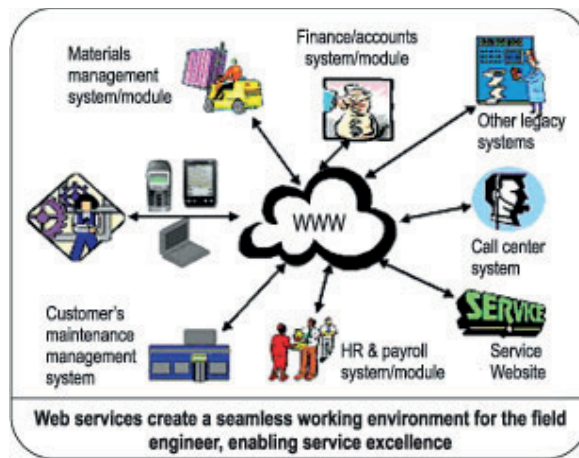 Materials
management
system/module
Finance/accounts
system/module
Other legacy
systems
WWW
Call center
system
Customer's
maintenance
management
system
HR & payroll
system/module
SERVICE
Service
Website
Web services create a seamless working environment for the field
engineer, enabling service excellence